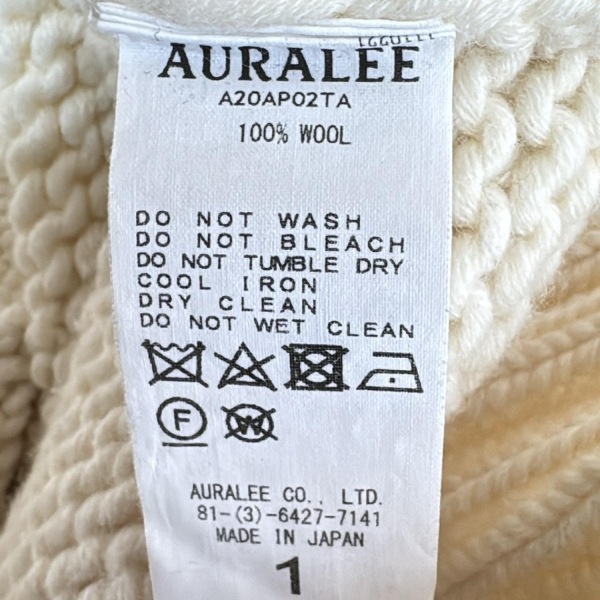 AURALEE
A20AP02TA
100% WOOL
DO NOT WASH
DO NOT BLEACH
DO NOT TUMBLE DRY
COOL IRON
DRY CLEAN
DO NOT WET CLEAN
F
W
AURALEE CO., LTD.
81-(3)-6427-7141
MADE IN JAPAN
1